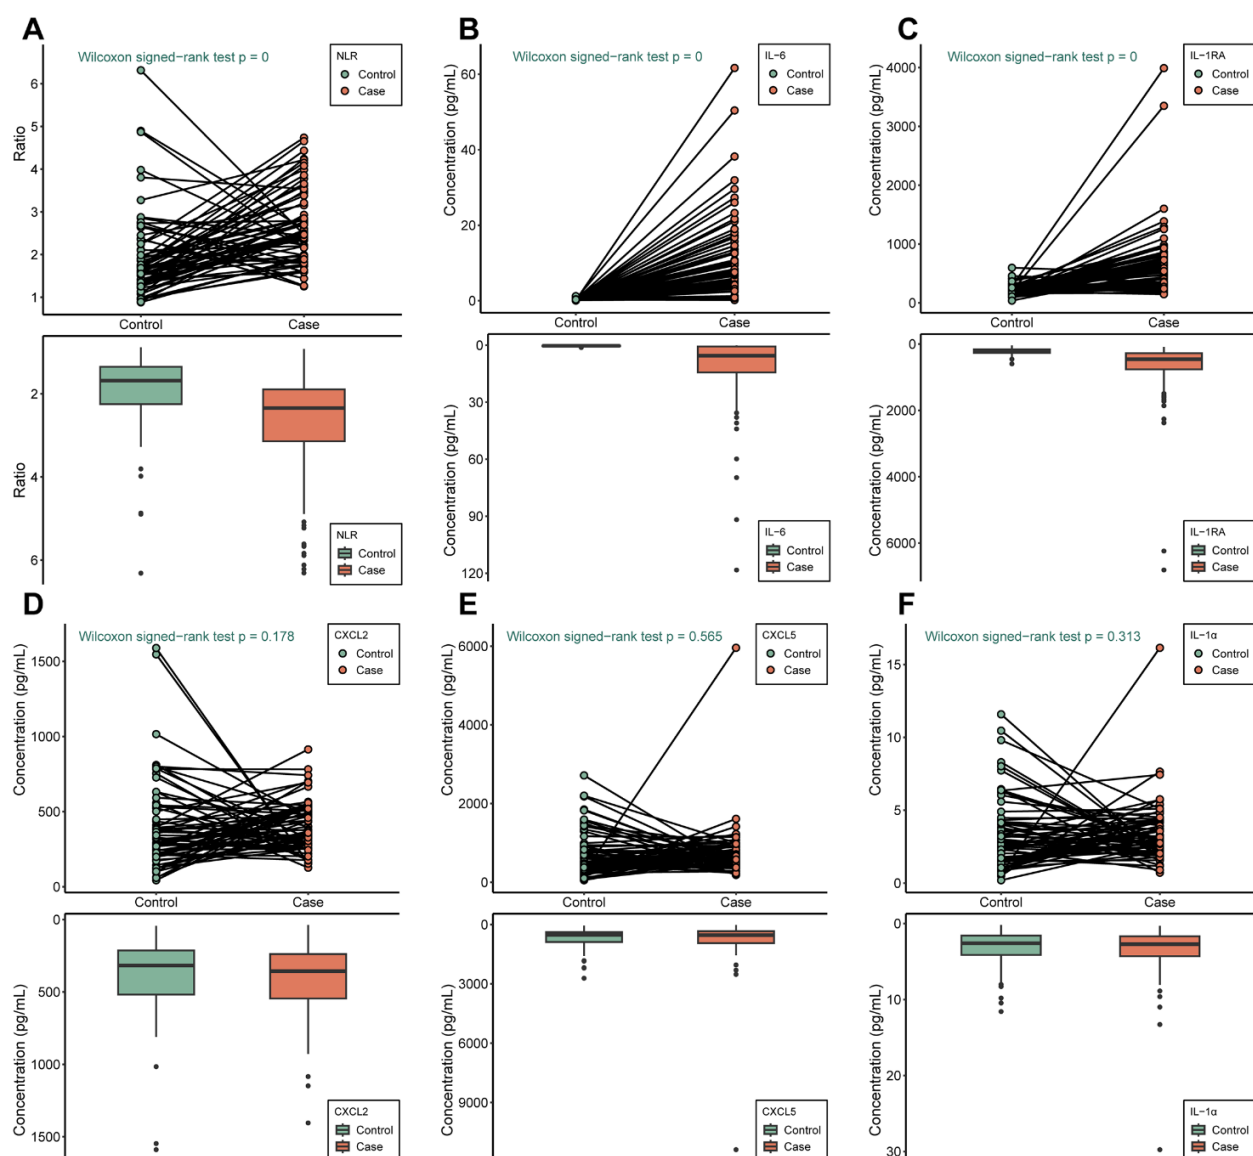 A
Wilcoxon signed-rank test p = 0
NLR
Control
Case
Ratio
6
5
4
3
2
1
Control
Case
Ratio
2
4
6
NLR
Control
Case
B
Wilcoxon signed-rank test p = 0
IL-6
Control
Case
Concentration (pg/mL)
60
40
20
0
Control
Case
Concentration (pg/mL)
0
30
60
90
120
IL-6
Control
Case
C
Wilcoxon signed-rank test p = 0
IL-1RA
Control
Case
Concentration (pg/mL)
4000
3000
2000
1000
0
Control
Case
Concentration (pg/mL)
0
2000
4000
6000
IL-1RA
Control
Case
D
Wilcoxon signed-rank test p = 0.178
CXCL2
Control
Case
Concentration (pg/mL)
1500
1000
500
0
Control
Case
Concentration (pg/mL)
0
500
1000
1500
CXCL2
Control
Case
E
Wilcoxon signed-rank test p = 0.565
CXCL5
Control
Case
Concentration (pg/mL)
6000
4000
2000
0
Control
Case
Concentration (pg/mL)
0
3000
6000
9000
CXCL5
Control
Case
F
Wilcoxon signed-rank test p = 0.313
IL-1α
Control
Case
Concentration (pg/mL)
15
10
5
0
Control
Case
Concentration (pg/mL)
0
10
20
30
IL-1α
Control
Case